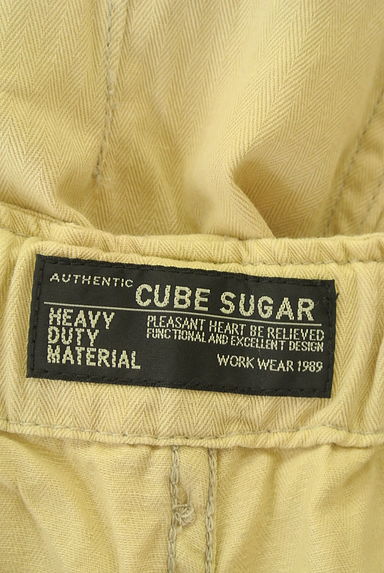 AUTHENTIC CUBE SUGAR
HEAVY
DUTY
MATERIAL
PLEASANT HEART BE RELIEVED
FUNCTIONAL AND EXCELLENT DESIGN
WORK WEAR 1989